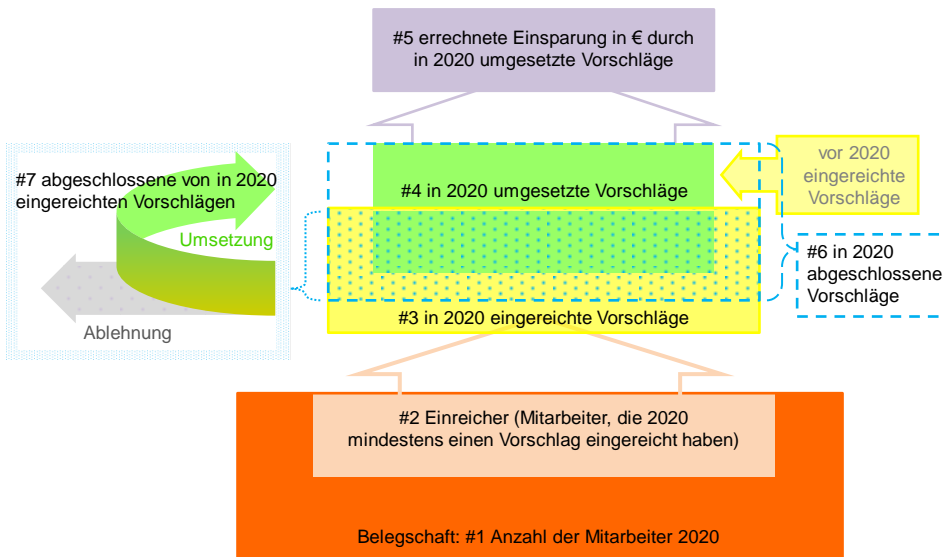 #5 errechnete Einsparung in € durch
in 2020 umgesetzte Vorschläge
#7 abgeschlossene von in 2020
eingereichten Vorschlägen
Umsetzung
Ablehnung
#4 in 2020 umgesetzte Vorschläge
vor 2020
eingereichte
Vorschläge
#6 in 2020
abgeschlossene
Vorschläge
#3 in 2020 eingereichte Vorschläge
#2 Einreicher (Mitarbeiter, die 2020
mindestens einen Vorschlag eingereicht haben)
Belegschaft: #1 Anzahl der Mitarbeiter 2020